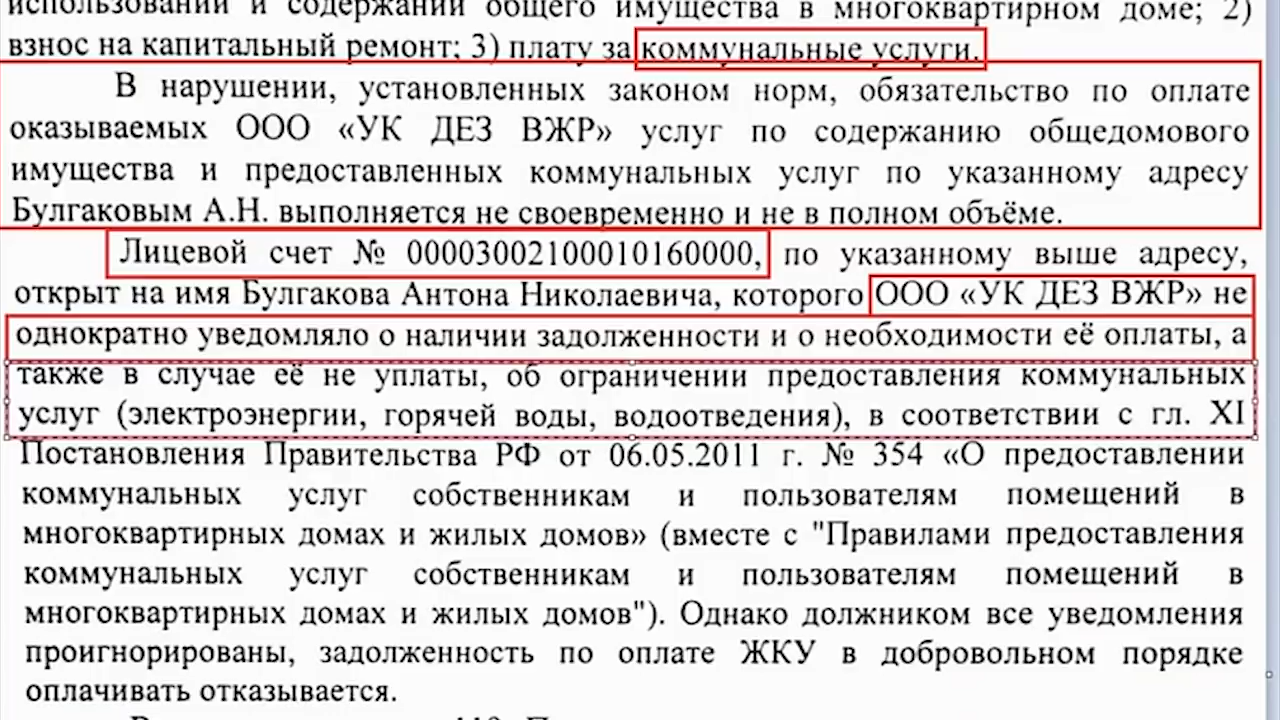 использовании и содержании общего имущества в многоквартирном доме; 2)
взнос на капитальный ремонт; 3) плату за коммунальные услуги.
В нарушении, установленных законом норм, обязательство по оплате
оказываемых ООО «УК ДЕЗ ВЖР» услуг по содержанию общедомового
имущества и предоставленных коммунальных услуг по указанному адресу
Булгаковым А.Н. выполняется не своевременно и не в полном объёме.
Лицевой счет № 00003002100010160000, по указанному выше адресу,
открыт на имя Булгакова Антона Николаевича, которого ООО «УК ДЕЗ ВЖР» не
однократно уведомляло о наличии задолженности и о необходимости её оплаты, а
также в случае её не уплаты, об ограничении предоставления коммунальных
услуг (электроэнергии, горячей воды, водоотведения), в соответствии с гл. XI
Постановления Правительства РФ от 06.05.2011 г. № 354 «О предоставлении
коммунальных услуг собственникам и пользователям помещений в
многоквартирных домах и жилых домов» (вместе с "Правилами предоставления
коммунальных услуг собственникам и пользователям помещений в
многоквартирных домах и жилых домов"). Однако должником все уведомления
проигнорированы, задолженность по оплате ЖКУ в добровольном порядке
оплачивать отказывается.